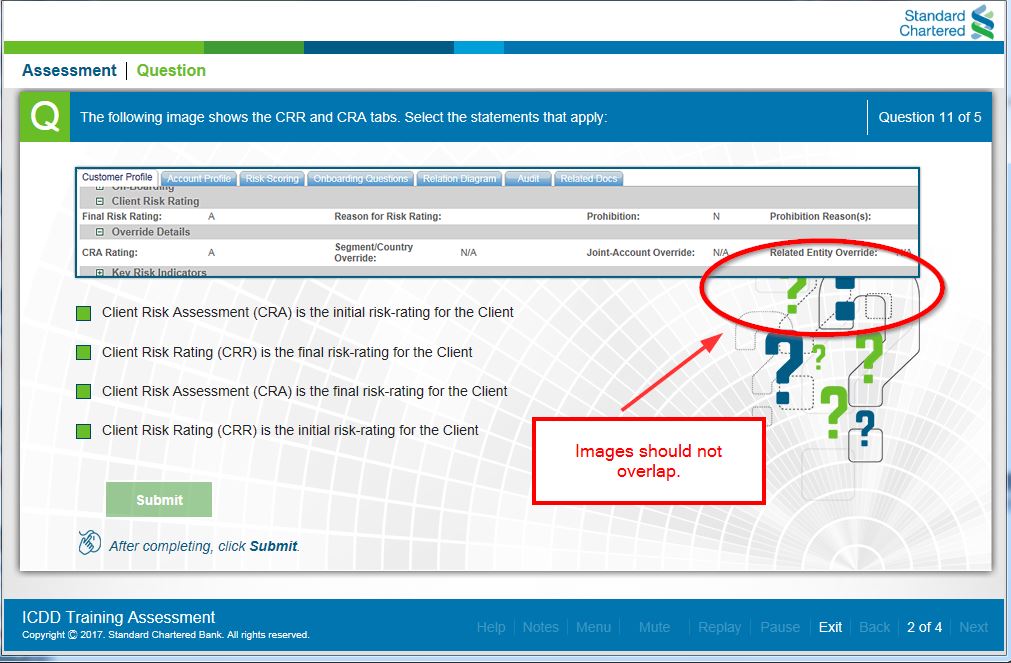 Standard
Chartered
Assessment | Question
Q The following image shows the CRR and CRA tabs. Select the statements that apply: Question 11 of 5
Customer Profile Account Profile Risk Scoring Onboarding Questions Relation Diagram Audit Related Docs
On-Boarding
Client Risk Rating
Final Risk Rating: A Reason for Risk Rating: Prohibition: N Prohibition Reason(s):
Override Details
CRA Rating: A Segment/Country Override: N/A Joint-Account Override: N/A Related Entity Override: N/A
Key Risk Indicators
Client Risk Assessment (CRA) is the initial risk-rating for the Client
Client Risk Rating (CRR) is the final risk-rating for the Client
Client Risk Assessment (CRA) is the final risk-rating for the Client
Client Risk Rating (CRR) is the initial risk-rating for the Client
Images should not
overlap.
Submit
After completing, click Submit.
ICDD Training Assessment
Copyright © 2017. Standard Chartered Bank. All rights reserved.
Help Notes Menu Mute Replay Pause Exit Back 2 of 4 Next